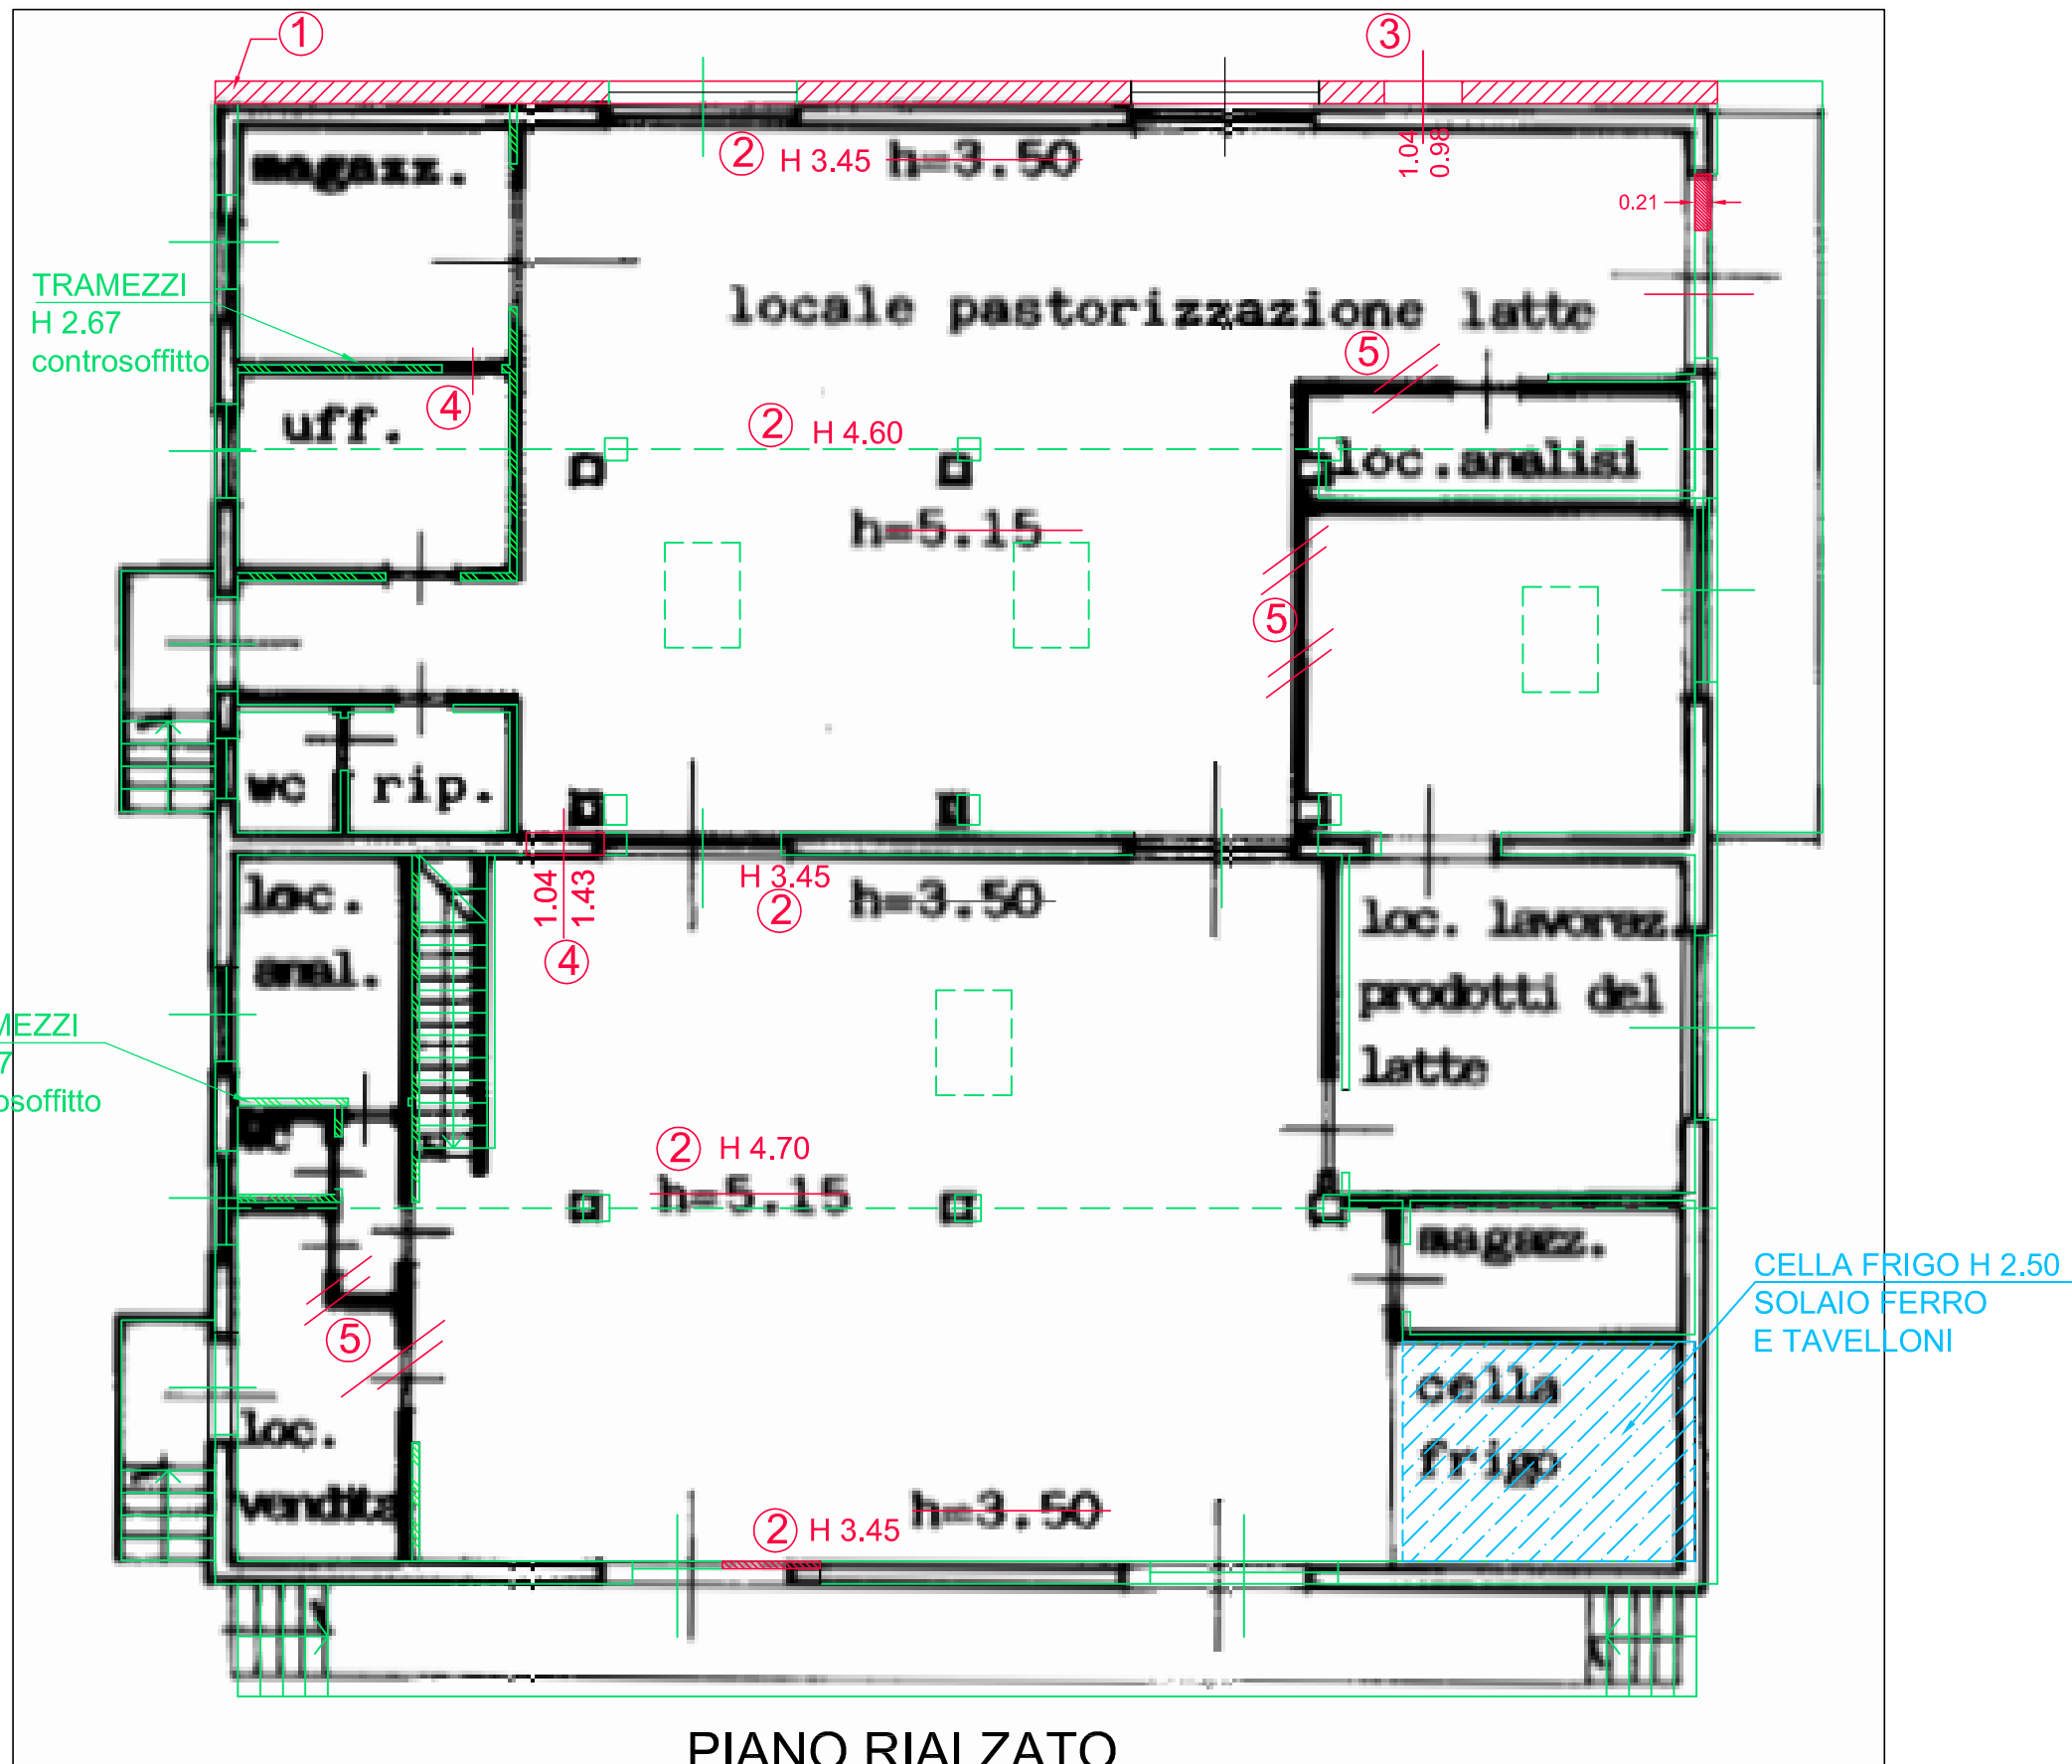 1
3
2 H 3.45 h=3.50
1.04
0.98
magazz.
0.21
TRAMEZZI
H 2.67
controsoffitto
locale pastorizzazione latte
5
4
uff.
2 H 4.60
loc.analisi
h=5.15
5
wc
rip.
H 3.45
2
h=3.50
1.04
1.43
4
loc.
anal.
loc. lavoraz.
prodotti del
latte
MEZZI
7
osoffitto
wc
2 H 4.70
h=5.15
magazz.
CELLA FRIGO H 2.50
SOLAIO FERRO
E TAVELLONI
5
cella
frigo
loc.
vendita
h=3.50
2 H 3.45
PIANO RIALZATO